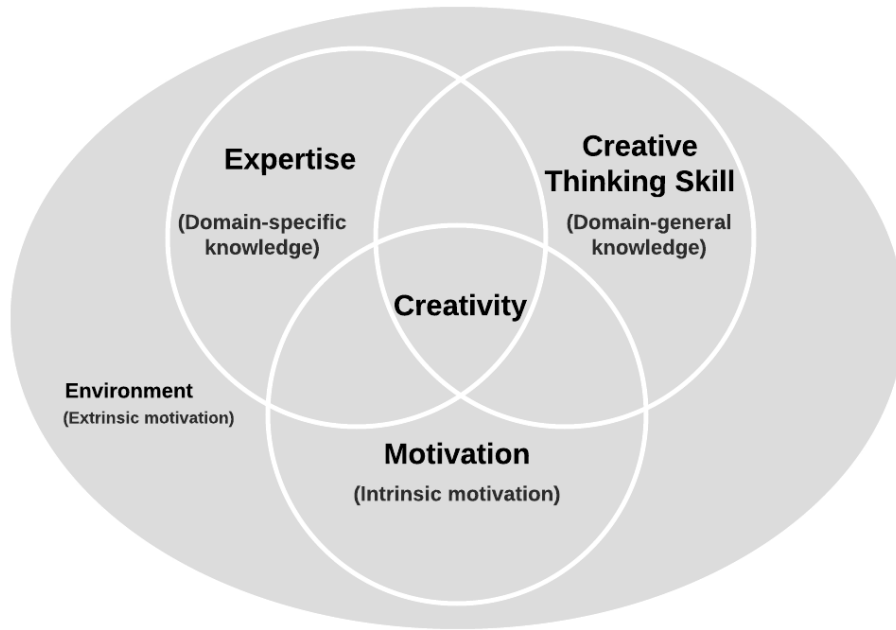 Expertise
(Domain-specific
knowledge)
Creative
Thinking Skill
(Domain-general
knowledge)
Creativity
Environment
(Extrinsic motivation)
Motivation
(Intrinsic motivation)